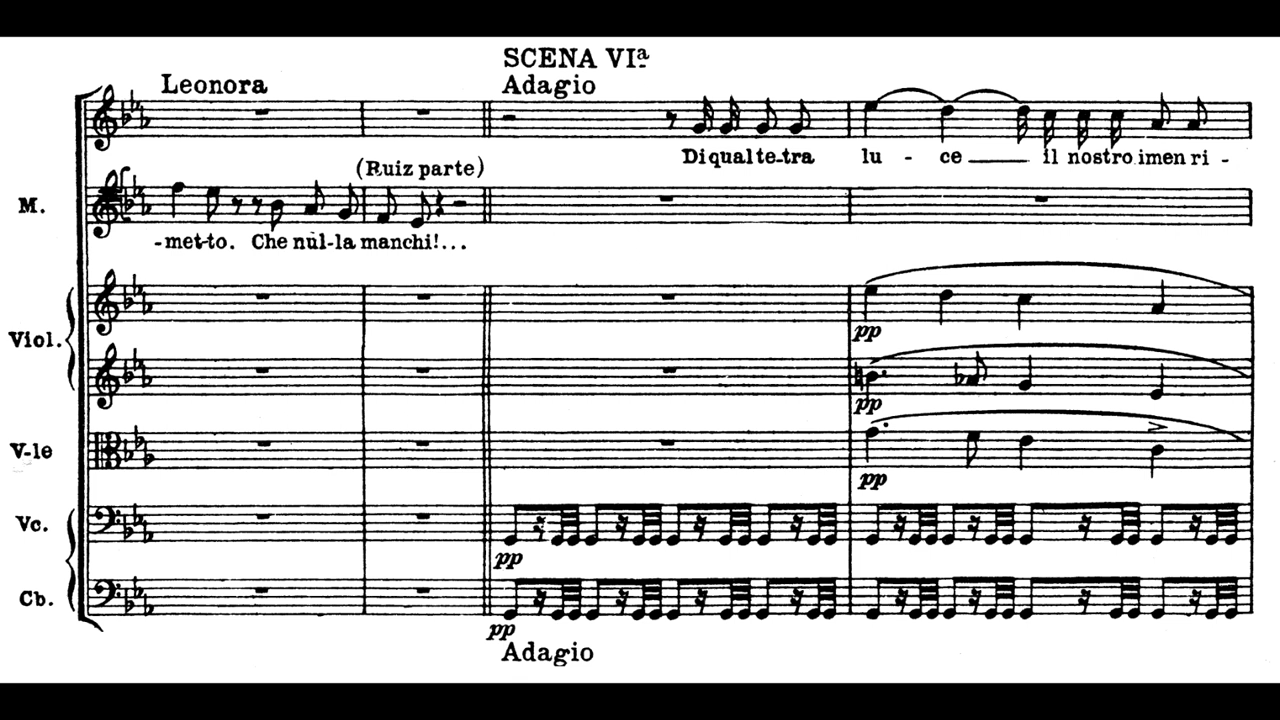 SCENA VIª
Leonora
Adagio
Di qual te-tra lu - ce il nostro imen ri -
(Ruiz parte)
M.
-met-to. Che nul-la manchi!...
Viol.
pp
pp
V-le
pp
Vc.
pp
Cb.
pp
Adagio